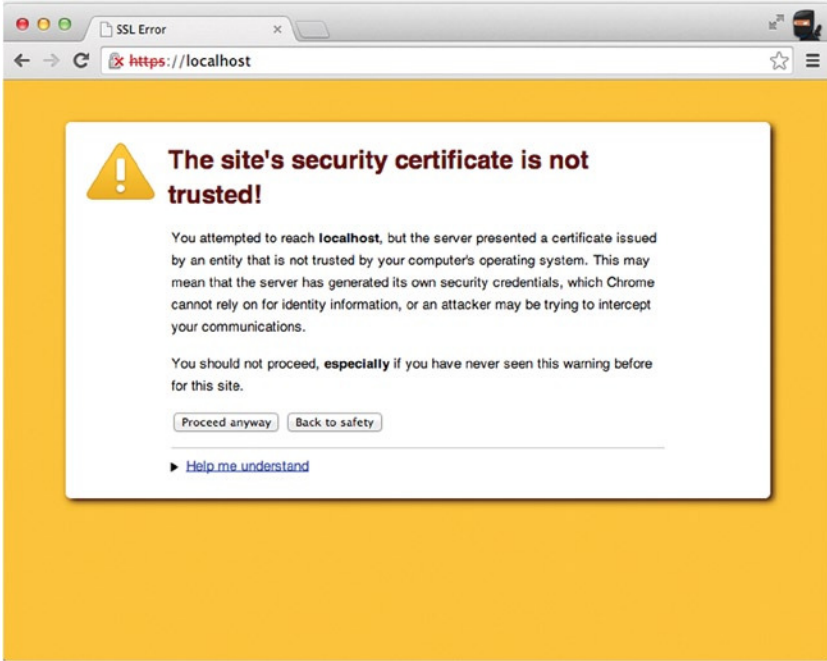 SSL Error
https://localhost
The site's security certificate is not
trusted!
You attempted to reach localhost, but the server presented a certificate issued
by an entity that is not trusted by your computer's operating system. This may
mean that the server has generated its own security credentials, which Chrome
cannot rely on for identity information, or an attacker may be trying to intercept
your communications.
You should not proceed, especially if you have never seen this warning before
for this site.
Proceed anyway Back to safety
Help me understand